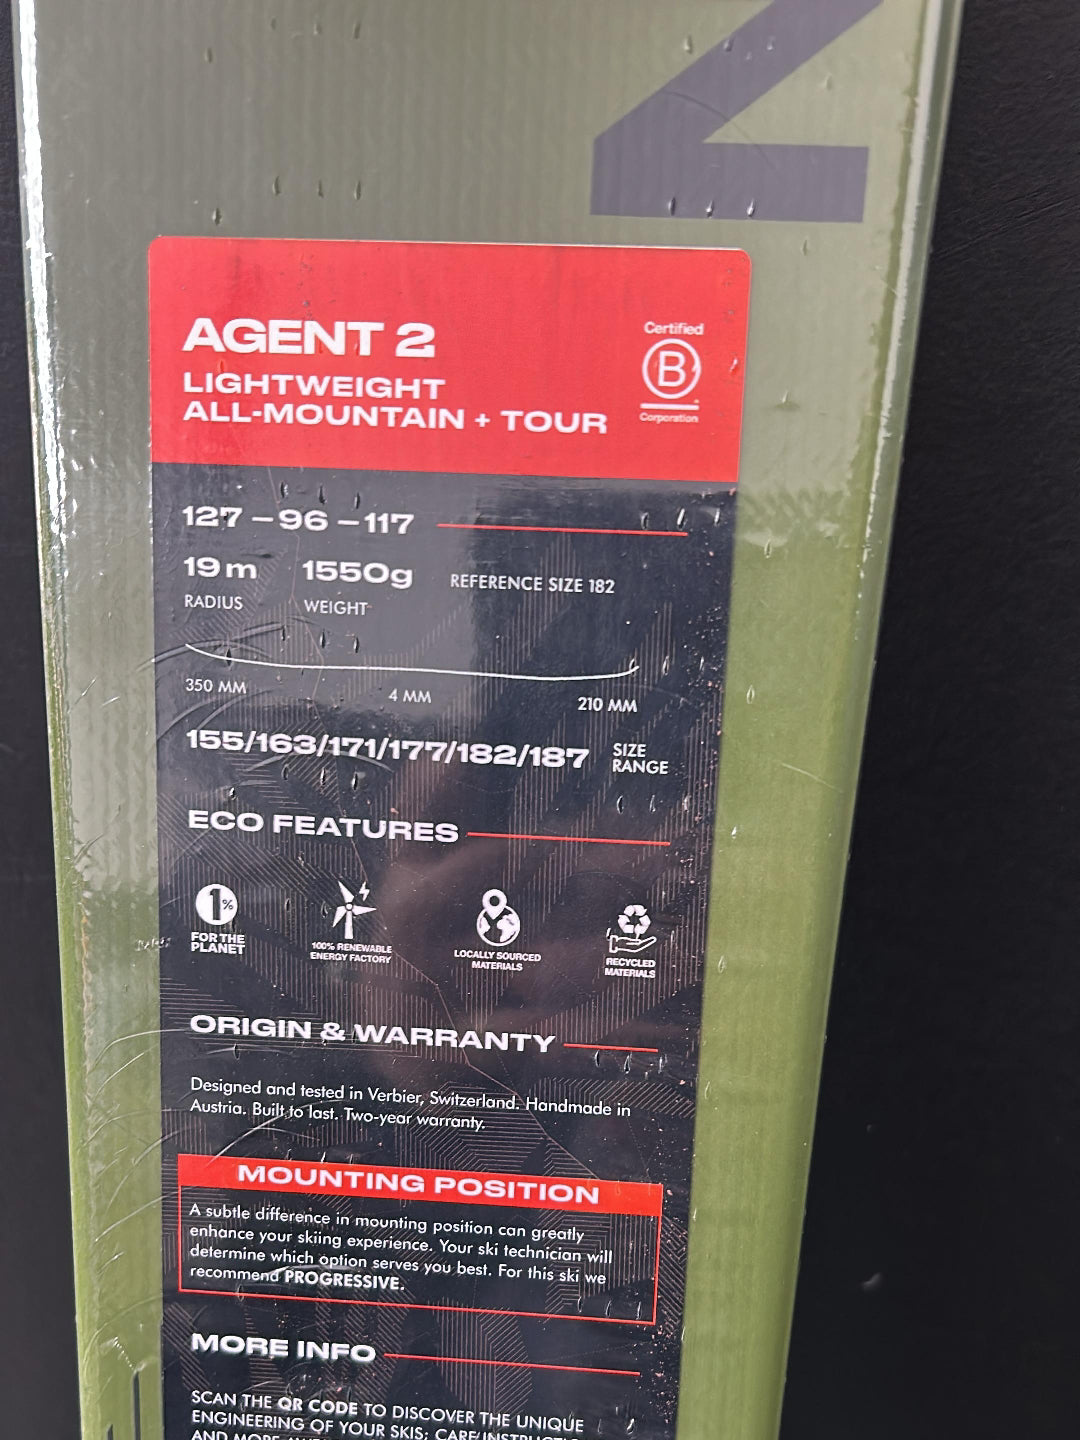 2
AGENT 2
LIGHTWEIGHT
ALL-MOUNTAIN + TOUR
Certified
B
Corporation
127 – 96 – 117
19 m 1550g REFERENCE SIZE 182
RADIUS WEIGHT
350 MM 4 MM 210 MM
155/163/171/177/182/187 SIZE
RANGE
ECO FEATURES
1%
FOR THE
PLANET
100% RENEWABLE
ENERGY FACTORY
LOCALLY SOURCED
MATERIALS
RECYCLED
MATERIALS
ORIGIN & WARRANTY
Designed and tested in Verbier, Switzerland. Handmade in
Austria. Built to last. Two-year warranty.
MOUNTING POSITION
A subtle difference in mounting position can greatly
enhance your skiing experience. Your ski technician will
determine which option serves you best. For this ski we
recommend PROGRESSIVE.
MORE INFO
SCAN THE QR CODE TO DISCOVER THE UNIQUE
ENGINEERING OF YOUR SKIS; CARE
AND MORE